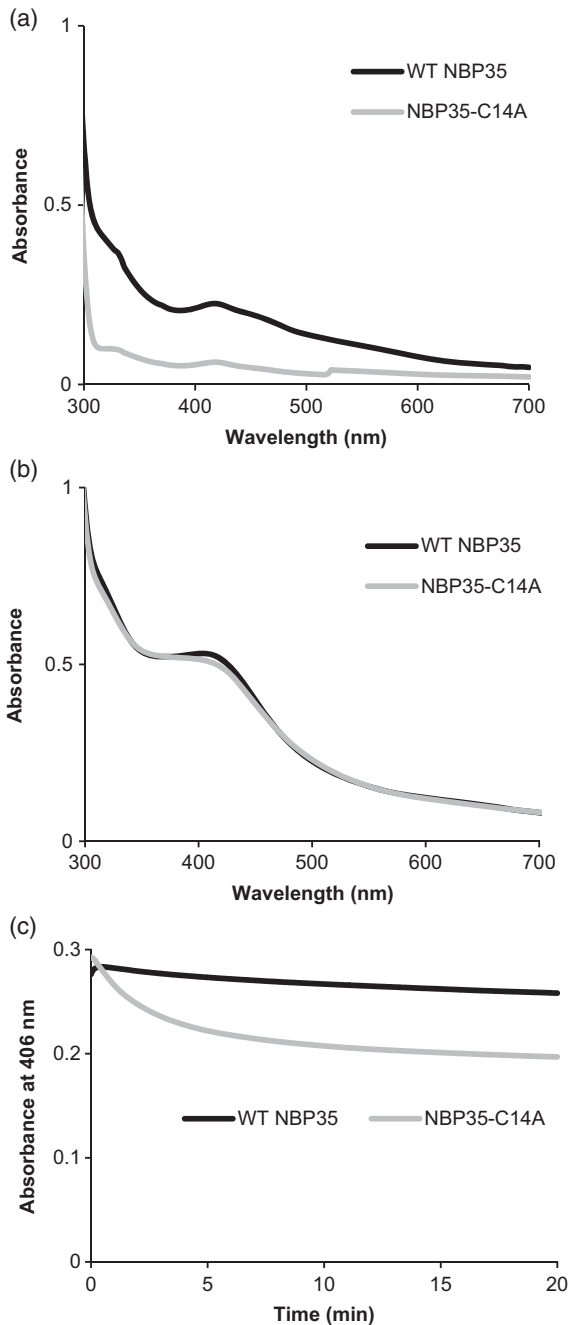 (a)
1
0.5
0
Absorbance
WT NBP35
NBP35-C14A
300
400
500
600
700
Wavelength (nm)
(b)
1
0.5
0
Absorbance
WT NBP35
NBP35-C14A
300
400
500
600
700
Wavelength (nm)
(c)
0.3
0.2
0.1
0
Absorbance at 406 nm
WT NBP35
NBP35-C14A
0
5
10
15
20
Time (min)